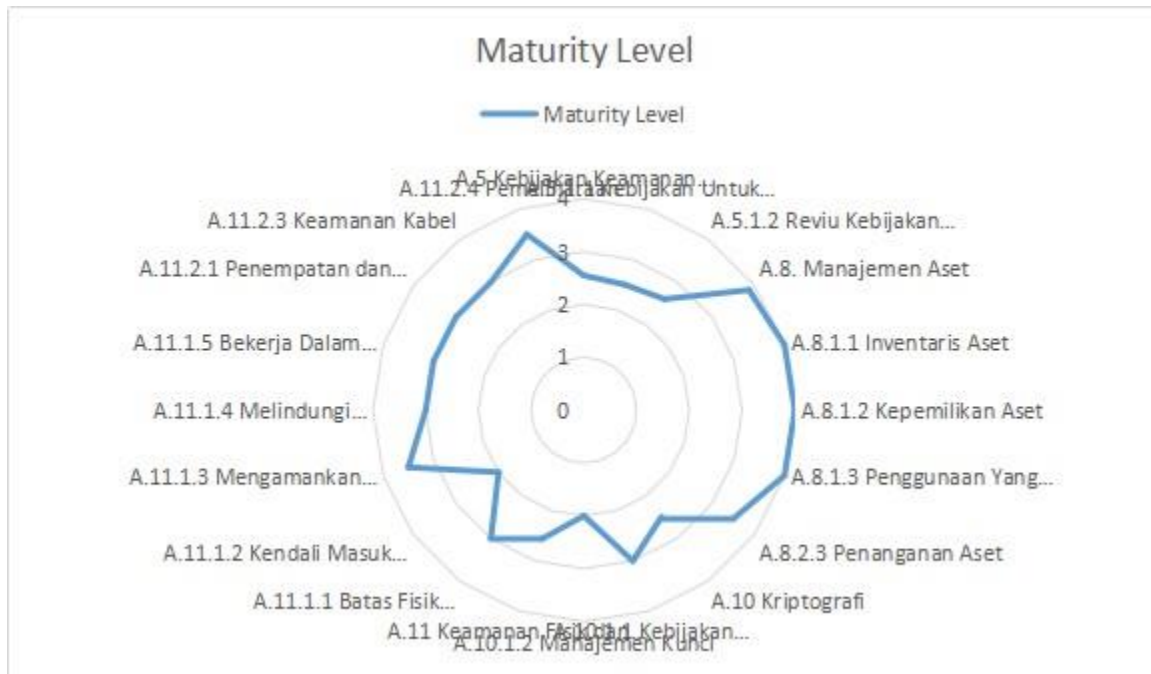 Maturity Level
Maturity Level
A.5 Kebijakan Keamanan...
A.11.2.4
Kebijakan Untuk...
A.11.2.3 Keamanan Kabel
A.5.1.2 Reviu Kebijakan...
A.11.2.1 Penempatan dan...
A.8. Manajemen Aset
A.11.1.5 Bekerja Dalam...
A.8.1.1 Inventaris Aset
A.11.1.4 Melindungi...
A.8.1.2 Kepemilikan Aset
A.11.1.3 Mengamankan...
A.8.1.3 Penggunaan Yang...
A.11.1.2 Kendali Masuk...
A.8.2.3 Penanganan Aset
A.11.1.1 Batas Fisik...
A.10 Kriptografi
A.11 Keamanan Fisik dan
Kebijakan...
A.10.1.2 Manajemen Kunci
4
3
2
1
0